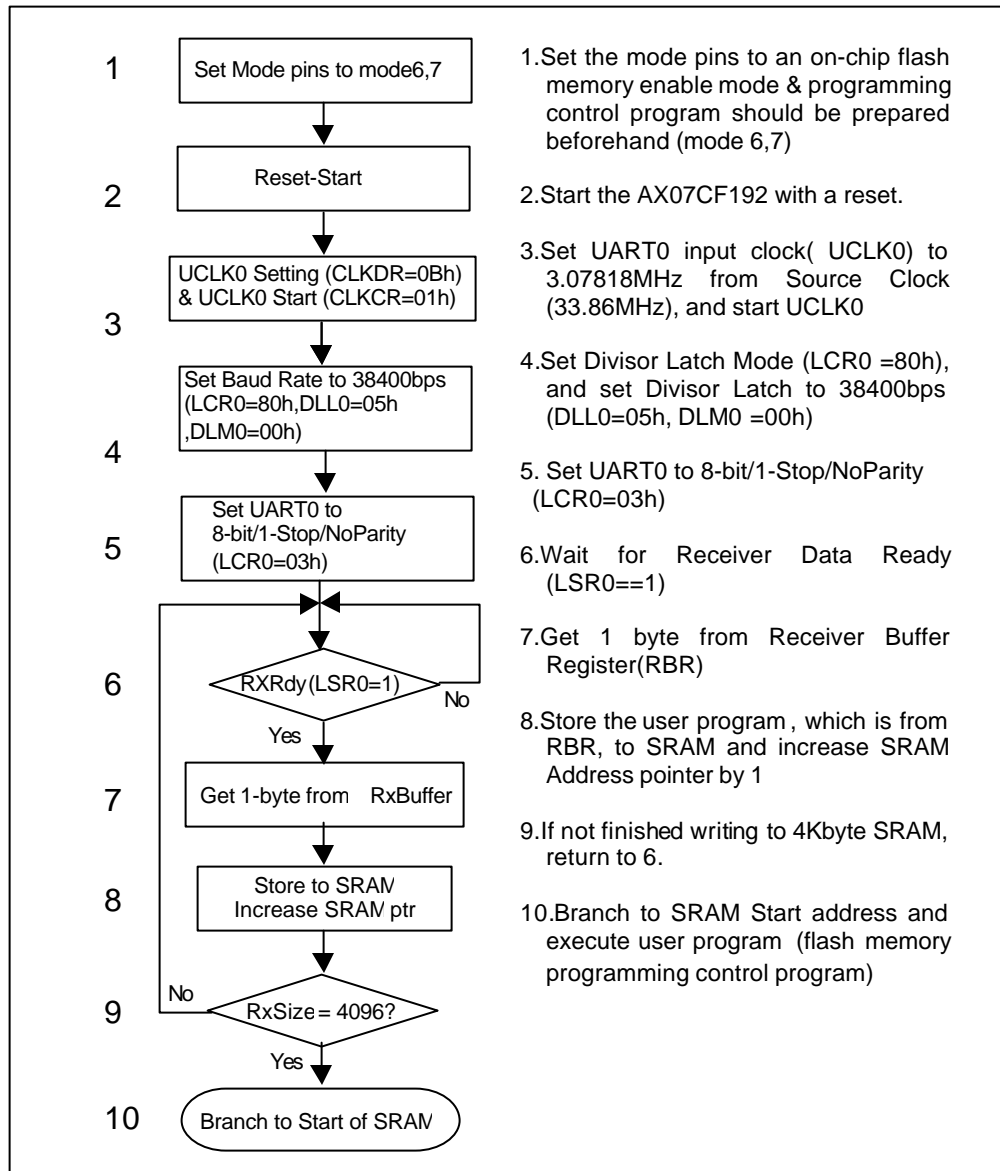 1
Set Mode pins to mode6,7
2
Reset-Start
UCLK0 Setting (CLKDR=0Bh)
& UCLK0 Start (CLKCR=01h)
3
Set Baud Rate to 38400bps
(LCR0=80h,DLL0=05h
,DLM0=00h)
4
Set UART0 to
8-bit/1-Stop/NoParity
(LCR0=03h)
5
6
RXRdy(LSR0=1)
No
Yes
7
Get 1-byte from RxBuffer
8
Store to SRAM
Increase SRAM ptr
No
9
RxSize = 4096?
Yes
10
Branch to Start of SRAM
1.Set the mode pins to an on-chip flash
memory enable mode & programming
control program should be prepared
beforehand (mode 6,7)
2.Start the AX07CF192 with a reset.
3.Set UART0 input clock( UCLK0) to
3.07818MHz from Source Clock
(33.86MHz), and start UCLK0
4.Set Divisor Latch Mode (LCR0 =80h),
and set Divisor Latch to 38400bps
(DLL0=05h, DLM0 =00h)
5. Set UART0 to 8-bit/1-Stop/NoParity
(LCR0=03h)
6.Wait for Receiver Data Ready
(LSR0==1)
7.Get 1 byte from Receiver Buffer
Register(RBR)
8.Store the user program , which is from
RBR, to SRAM and increase SRAM
Address pointer by 1
9.If not finished writing to 4Kbyte SRAM,
return to 6.
10.Branch to SRAM Start address and
execute user program (flash memory
programming control program)